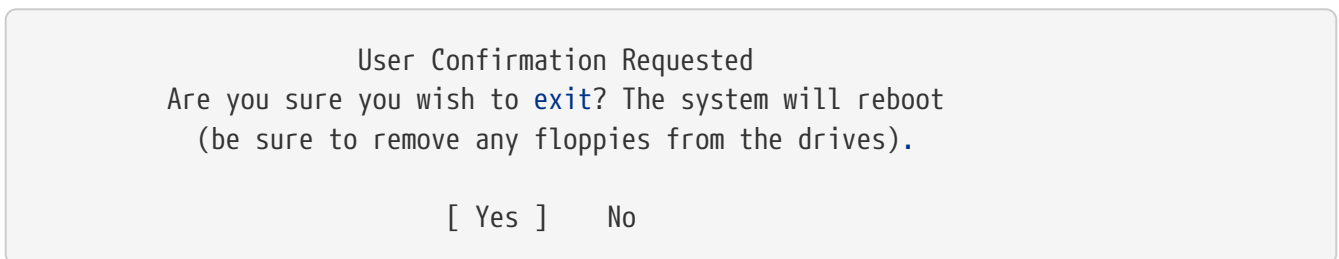 User Confirmation Requested
Are you sure you wish to exit? The system will reboot
(be sure to remove any floppies from the drives).
[ Yes ] No